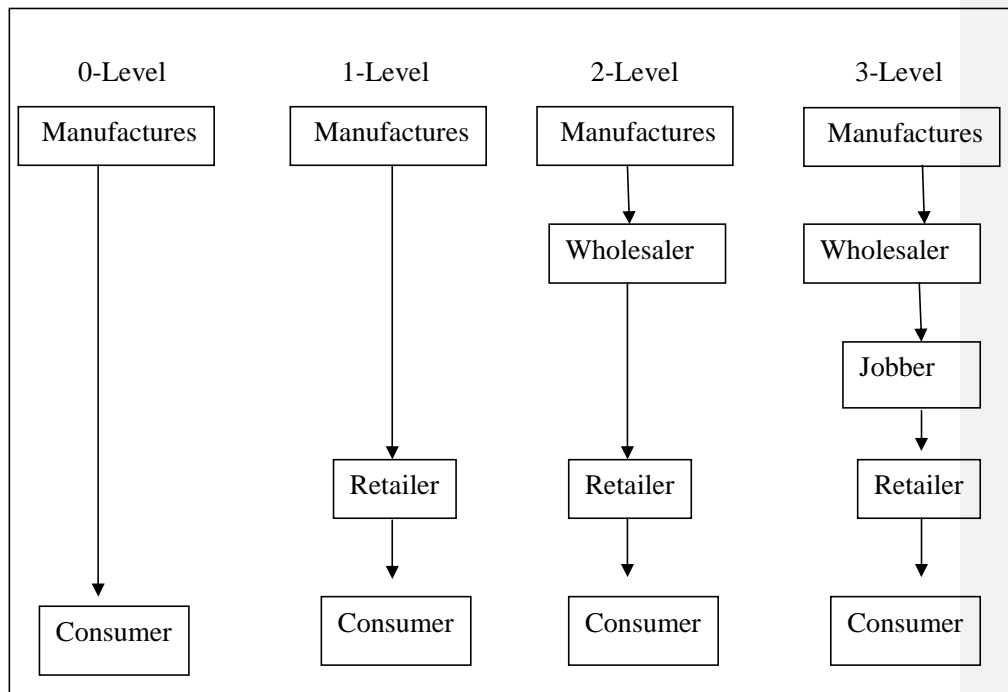 0-Level
1-Level
2-Level
3-Level
Manufactures
Manufactures
Manufactures
Manufactures
Wholesaler
Wholesaler
Jobber
Retailer
Retailer
Retailer
Consumer
Consumer
Consumer
Consumer